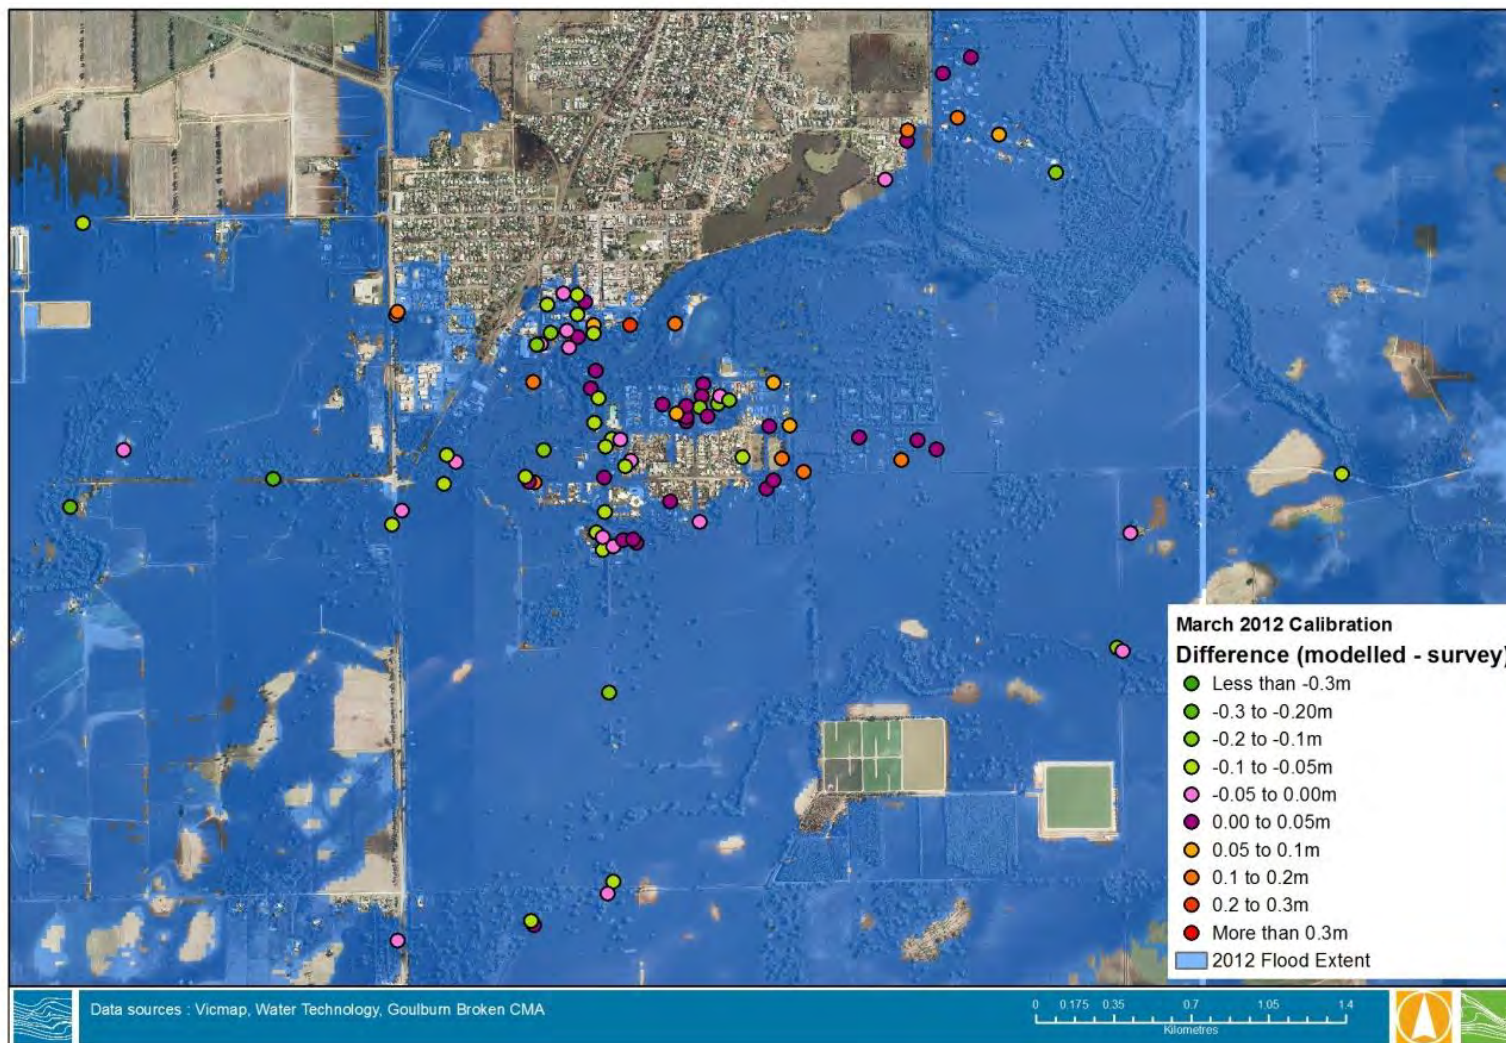 March 2012 Calibration
Difference (modelled - survey)
Less than -0.3m
-0.3 to -0.20m
-0.2 to -0.1m
-0.1 to -0.05m
-0.05 to 0.00m
0.00 to 0.05m
0.05 to 0.1m
0.1 to 0.2m
0.2 to 0.3m
More than 0.3m
2012 Flood Extent
Data sources : Vicmap, Water Technology, Goulburn Broken CMA
0 0.175 0.35 0.7 1.05 1.4
Kilometres